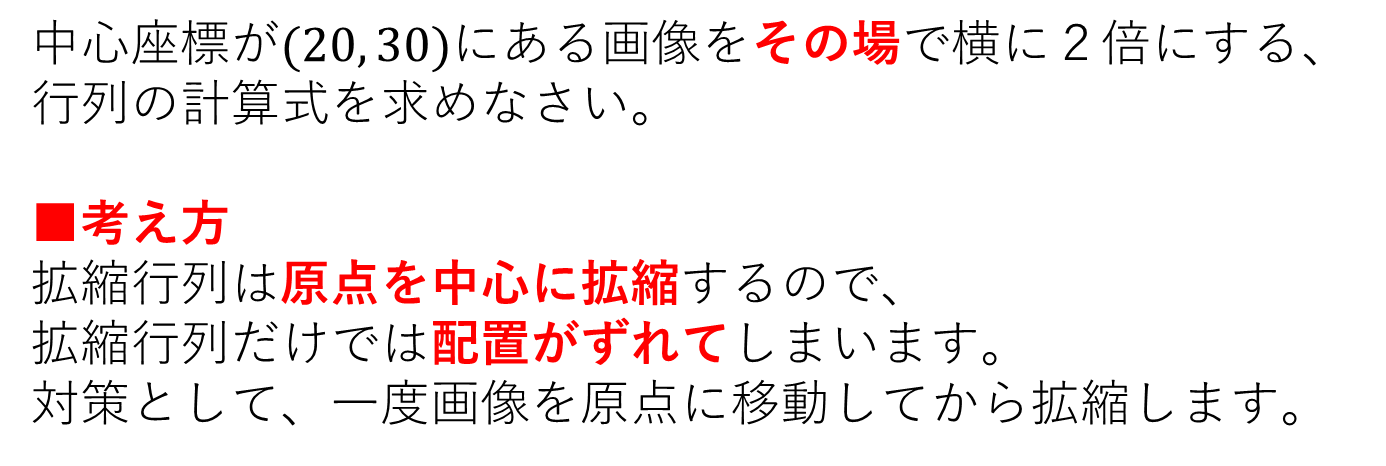 中心座標が(20, 30)にある画像をその場で横に２倍にする、
行列の計算式を求めなさい。
■考え方
拡縮行列は原点を中心に拡縮するので、
拡縮行列だけでは配置がずれてしまいます。
対策として、一度画像を原点に移動してから拡縮します。